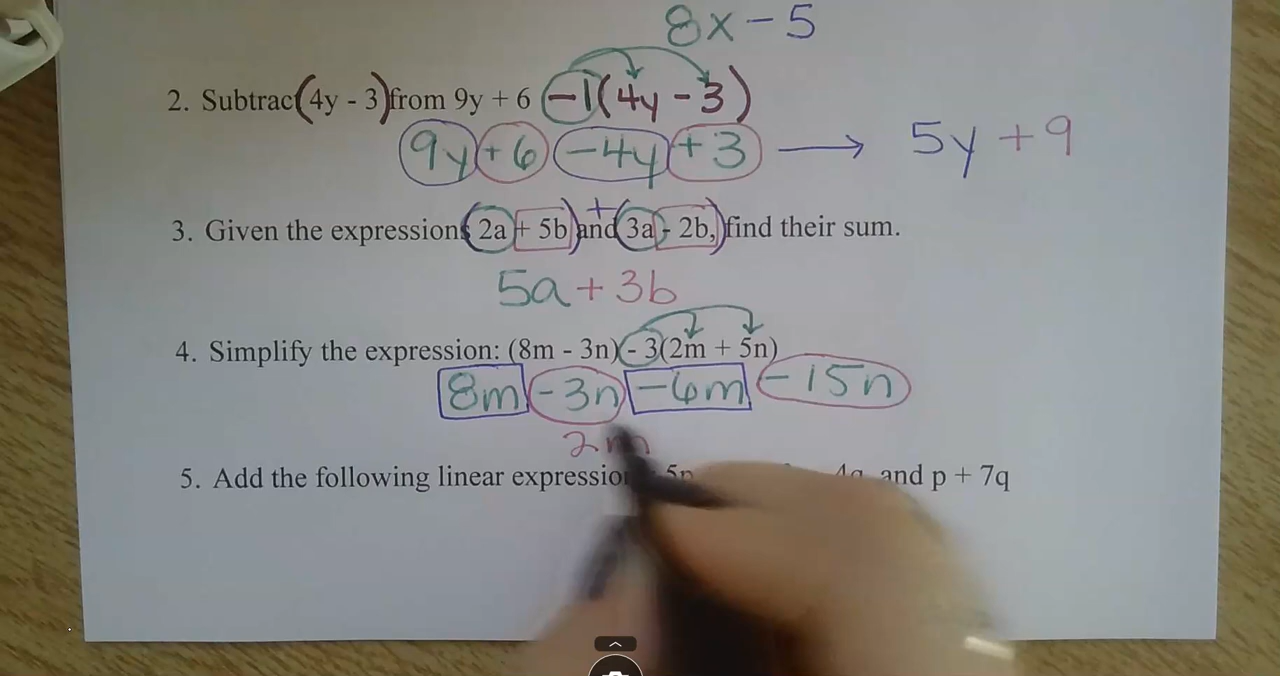 8x - 5
2. Subtract (4y - 3) from 9y + 6 -1(4y - 3)
9y + 6 -4y + 3 → 5y + 9
3. Given the expressions (2a + 5b) and + (3a - 2b,) find their sum.
5a + 3b
4. Simplify the expression: (8m - 3n) - 3(2m + 5n)
8m - 3n - 6m - 15n
2m
5. Add the following linear 4q, and p + 7q